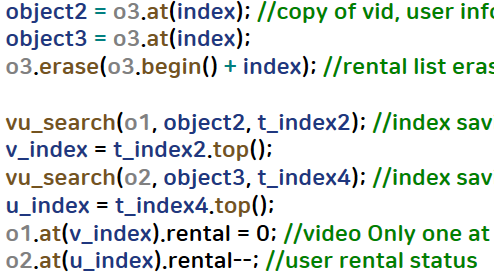 object2 = o3.at(index); //copy of vid, user info
object3 = o3.at(index);
o3.erase(o3.begin() + index); //rental list eras
vu_search(o1, object2, t_index2); //index sav
v_index = t_index2.top();
vu_search(o2, object3, t_index4); //index sav
u_index = t_index4.top();
o1.at(v_index).rental = 0; //video Only one at
o2.at(u_index).rental--; //user rental status